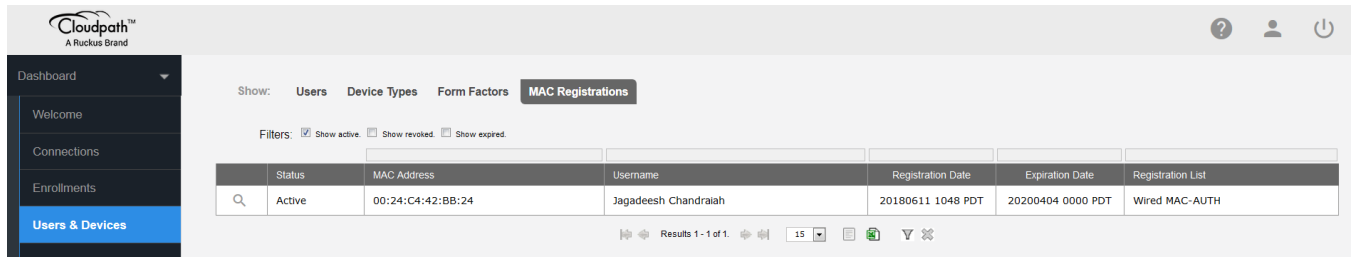 Cloudpath™
A Ruckus Brand
Dashboard
Welcome
Connections
Enrollments
Users & Devices
Show: Users Device Types Form Factors MAC Registrations
Filters: Show active. Show revoked. Show expired.
Status MAC Address Username Registration Date Expiration Date Registration List
Active 00:24:C4:42:BB:24 Jagadeesh Chandraiah 20180611 1048 PDT 20200404 0000 PDT Wired MAC-AUTH
Results 1 - 1 of 1. 15